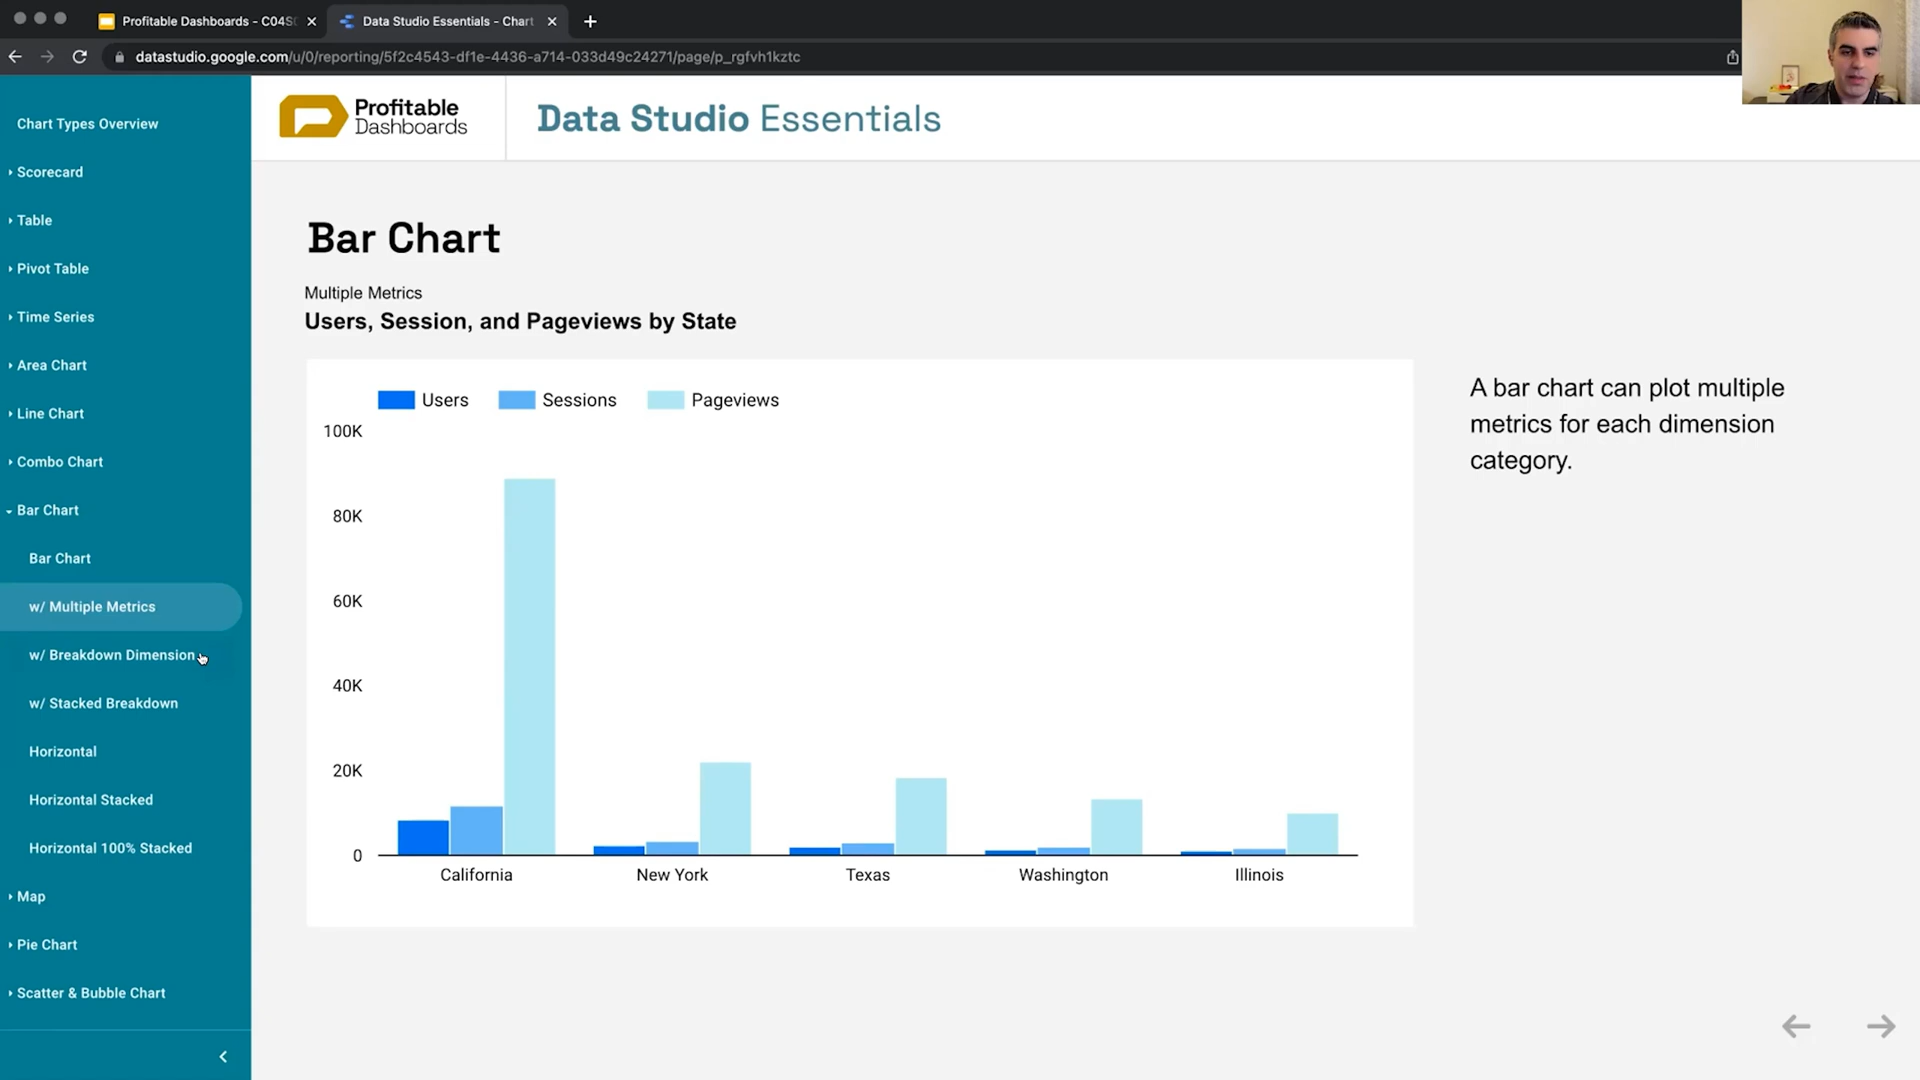 Profitable Dashboards - C04S
Data Studio Essentials - Chart
datastudio.google.com/u/0/reporting/5f2c4543-df1e-4436-a714-033d49c24271/page/p_rgfvh1kztc
Chart Types Overview
Scorecard
Table
Pivot Table
Time Series
Area Chart
Line Chart
Combo Chart
Bar Chart
Bar Chart
w/ Multiple Metrics
w/ Breakdown Dimension
w/ Stacked Breakdown
Horizontal
Horizontal Stacked
Horizontal 100% Stacked
Map
Pie Chart
Scatter & Bubble Chart
Profitable
Dashboards
Data Studio Essentials
Bar Chart
Multiple Metrics
Users, Session, and Pageviews by State
Users Sessions Pageviews
100K
80K
60K
40K
20K
0
California New York Texas Washington Illinois
A bar chart can plot multiple
metrics for each dimension
category.